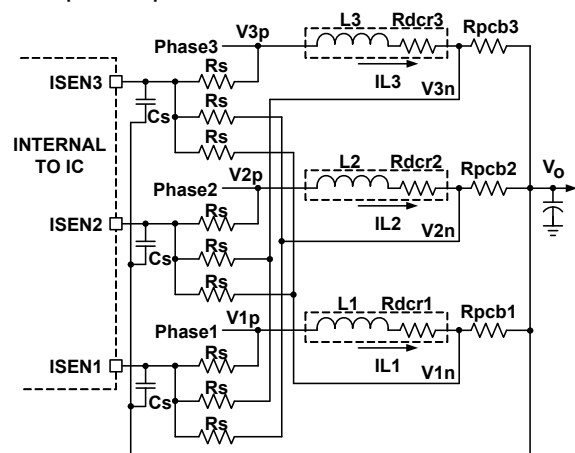 L3 Rdcr3 Rpcb3
Phase3 V3p
ISEN3 Rs IL3
V3n
Cs Rs
INTERNAL
TO IC
Rs
L2 Rdcr2 Rpcb2 Vo
Phase2 V2p
ISEN2 Rs IL2
V2n
Cs Rs
Rs
L1 Rdcr1 Rpcb1
Phase1 V1p
ISEN1 Rs IL1
V1n
Cs Rs
Rs